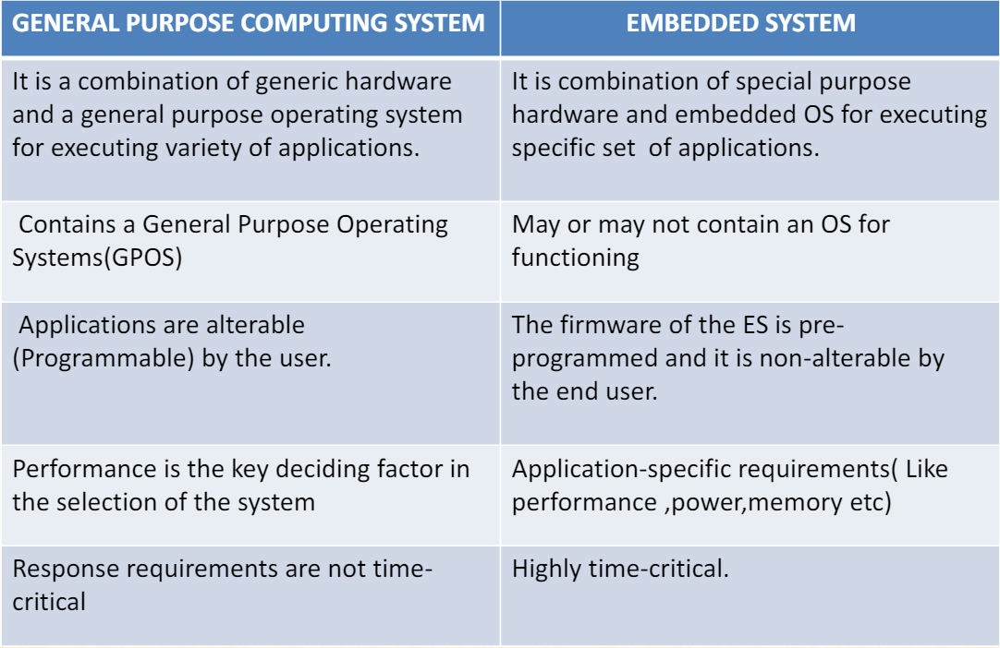 GENERAL PURPOSE COMPUTING SYSTEM
EMBEDDED SYSTEM
It is a combination of generic hardware
and a general purpose operating system
for executing variety of applications.
It is combination of special purpose
hardware and embedded OS for executing
specific set  of applications.
Contains a General Purpose Operating
Systems(GPOS)
May or may not contain an OS for
functioning
Applications are alterable
(Programmable) by the user.
The firmware of the ES is pre-
programmed and it is non-alterable by
the end user.
Performance is the key deciding factor in
the selection of the system
Application-specific requirements( Like
performance ,power,memory etc)
Response requirements are not time-
critical
Highly time-critical.